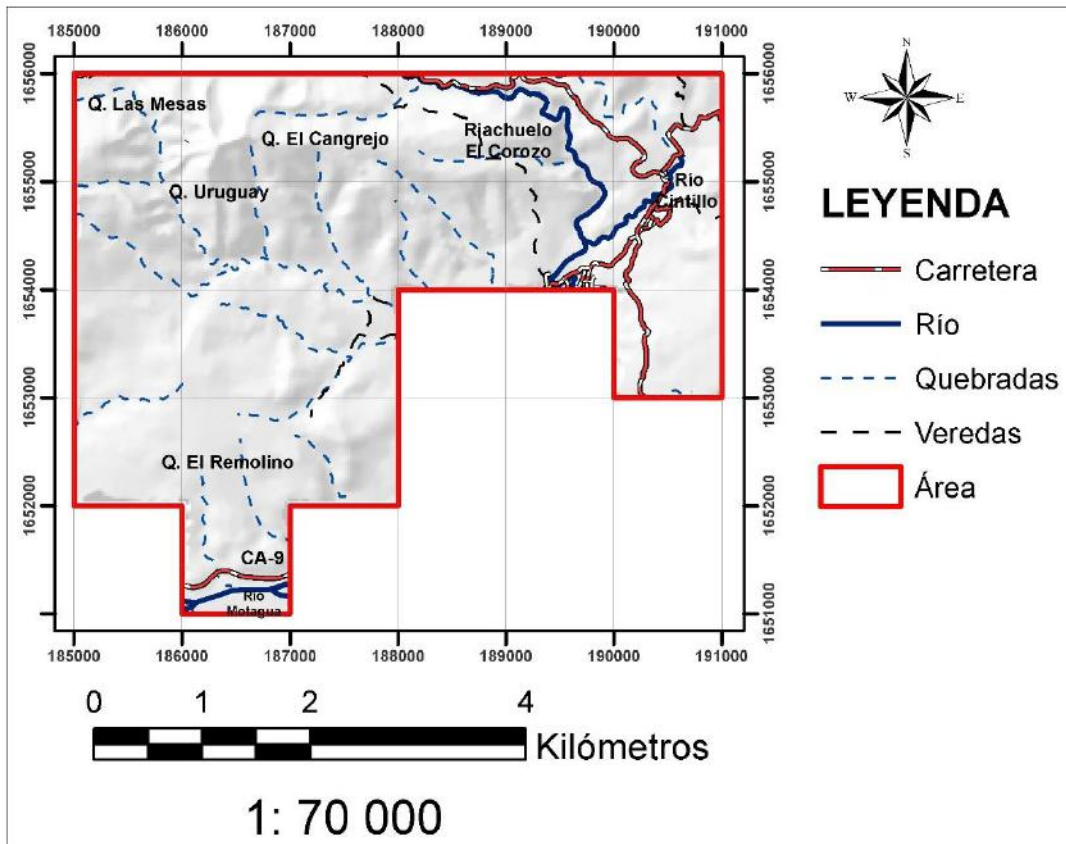 185000 186000 187000 188000 189000 190000 191000
1656000
1656000
1655000
1655000
1654000
1654000
1653000
1653000
1652000
1652000
1651000
1651000
Q. Las Mesas
Q. El Cangrejo
Riachuelo
El Corozo
Q. Uruguay
Río
Cintillo
Q. El Remolino
CA-9
Río
Motagua
185000 186000 187000 188000 189000 190000 191000
N
W E
S
LEYENDA
Carretera
Río
Quebradas
Veredas
Área
0 1 2 4
Kilómetros
1: 70 000